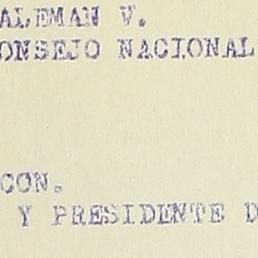 ALEMAN V.
ONSEJO NACIONAL
CON.
Y PRESIDENTE D